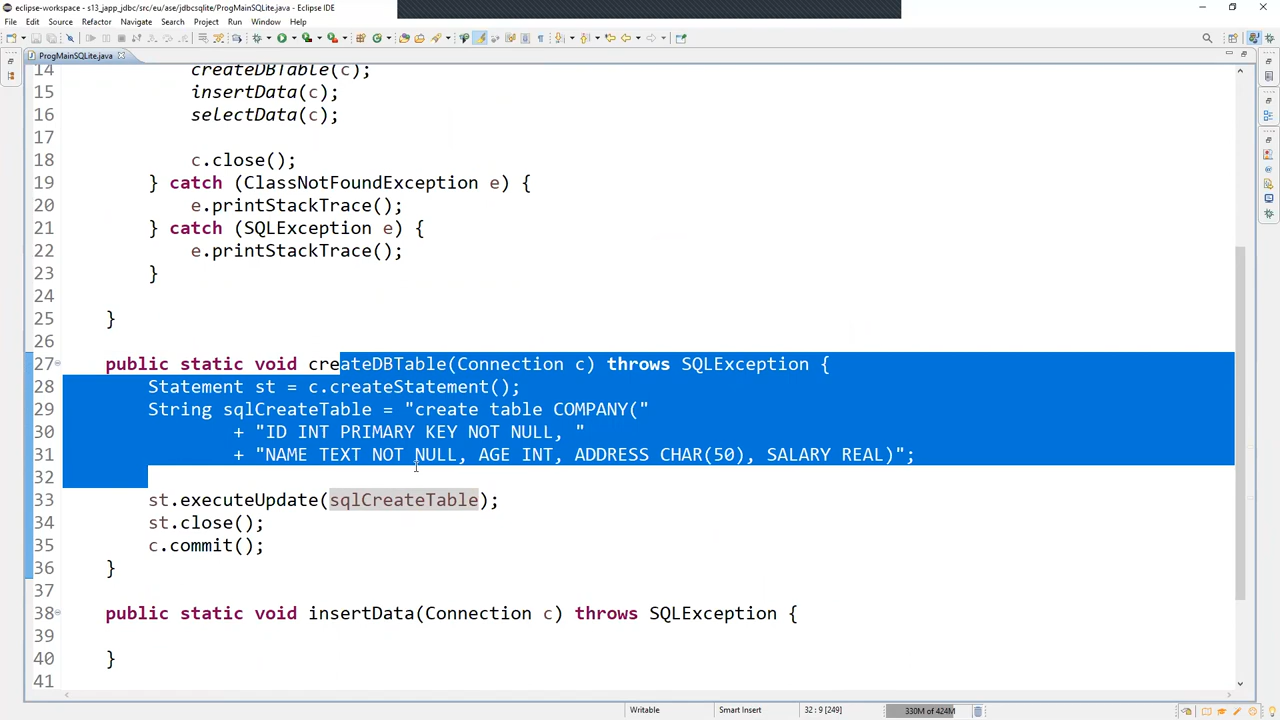 eclipse-workspace - s13_japp_jdbc/src/eu/ase/jdbcsqlite/ProgMainSQLite.java - Eclipse IDE
File Edit Source Refactor Navigate Search Project Run Window Help
ProgMainSQLite.java
14 createDBTable(c);
15 insertData(c);
16 selectData(c);
17
18 c.close();
19 } catch (ClassNotFoundException e) {
20 e.printStackTrace();
21 } catch (SQLException e) {
22 e.printStackTrace();
23 }
24
25 }
26
27 public static void createDBTable(Connection c) throws SQLException {
28 Statement st = c.createStatement();
29 String sqlCreateTable = "create table COMPANY("
30 + "ID INT PRIMARY KEY NOT NULL, "
31 + "NAME TEXT NOT NULL, AGE INT, ADDRESS CHAR(50), SALARY REAL)";
32
33 st.executeUpdate(sqlCreateTable);
34 st.close();
35 c.commit();
36 }
37
38 public static void insertData(Connection c) throws SQLException {
39
40 }
41
Writable Smart Insert 32 : 9 [249] 330M of 424M